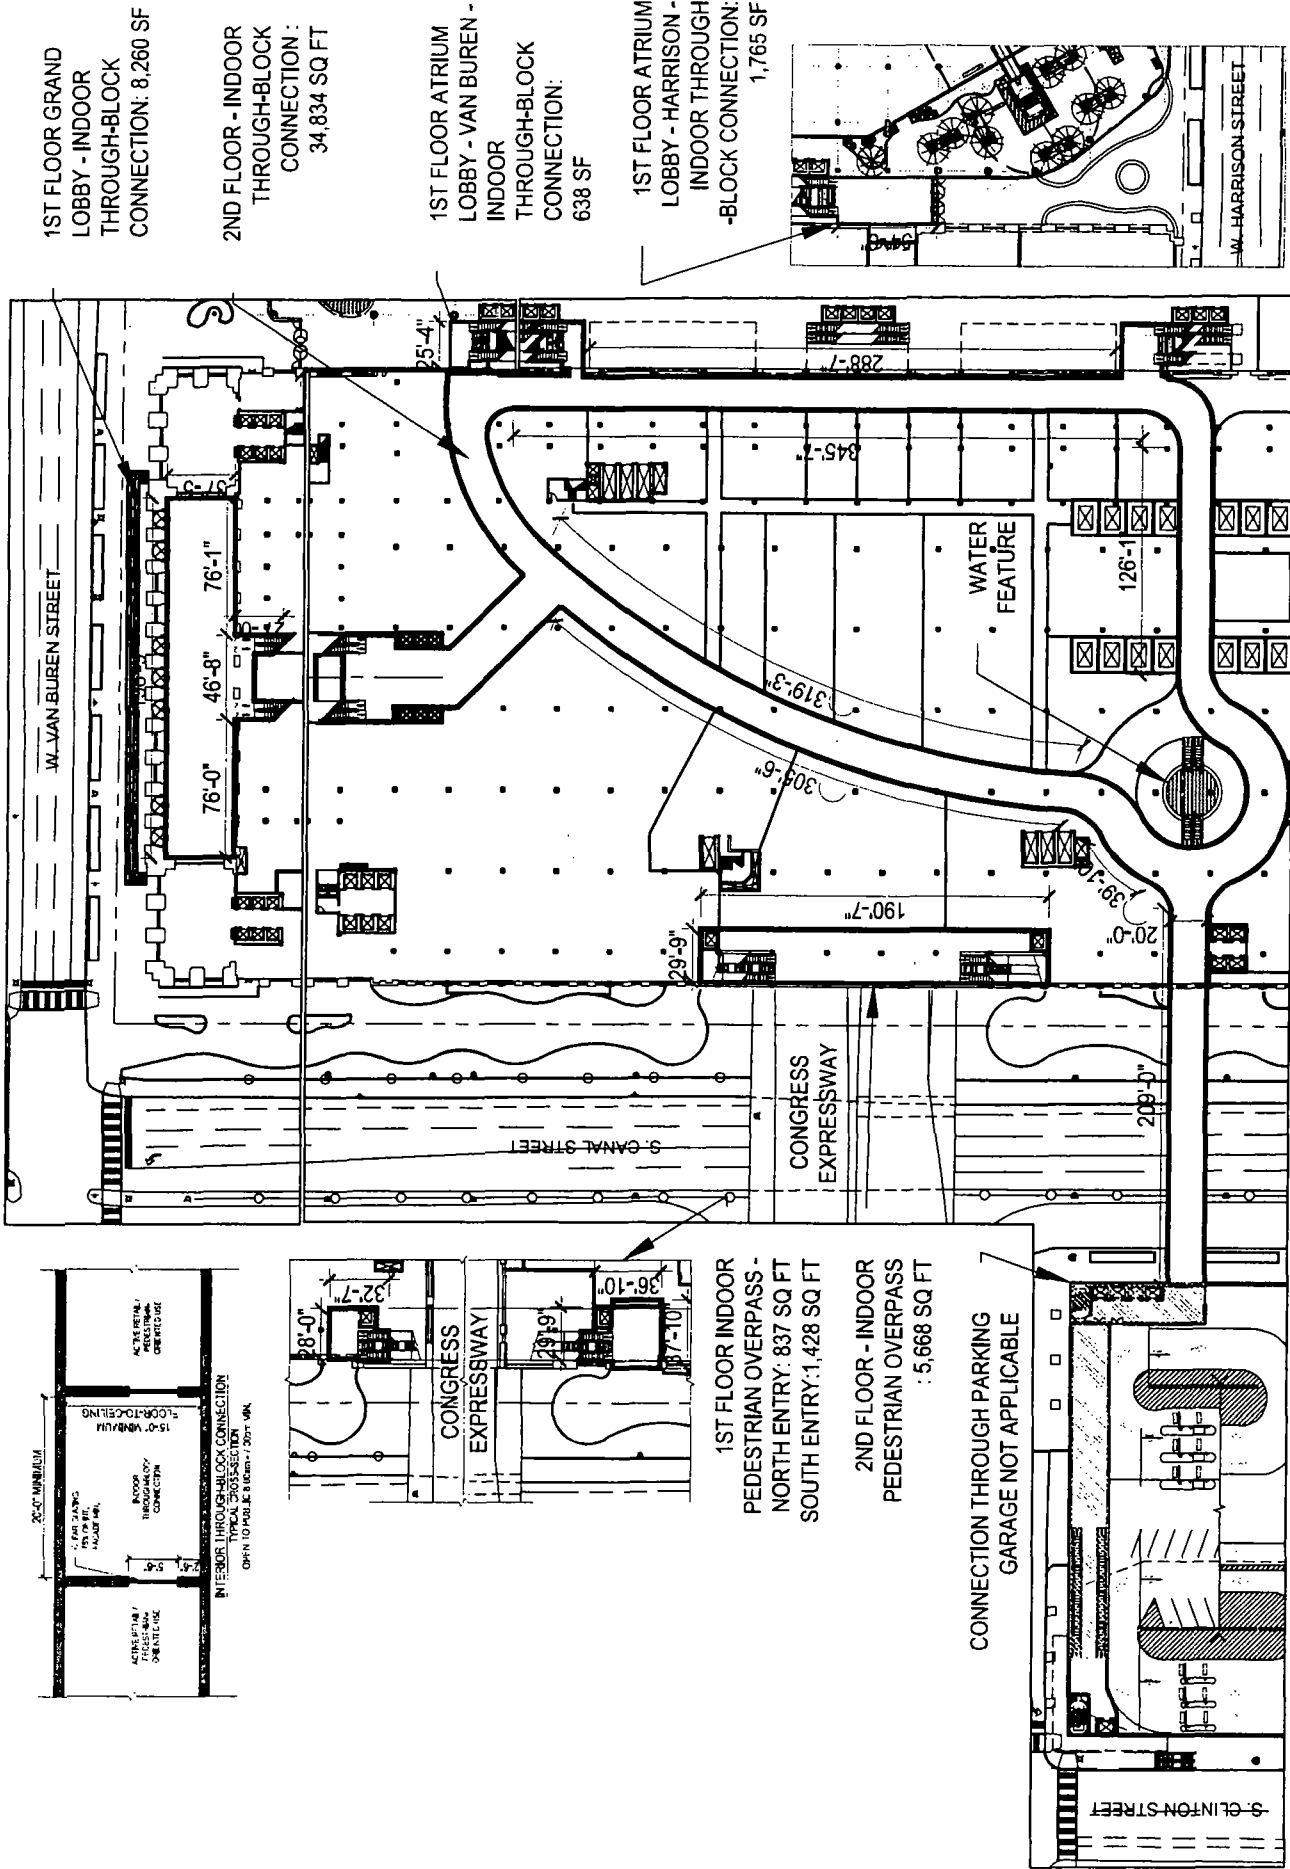 1ST FLOOR GRAND
LOBBY - INDOOR
THROUGH-BLOCK
CONNECTION: 8,260 SF
2ND FLOOR - INDOOR
THROUGH-BLOCK
CONNECTION :
34,834 SQ FT
1ST FLOOR ATRIUM
LOBBY - VAN BUREN -
INDOOR
THROUGH-BLOCK
CONNECTION:
638 SF
1ST FLOOR ATRIUM
LOBBY - HARRISON -
INDOOR THROUGH
-BLOCK CONNECTION:
1,765 SF
W. HARRISON STREET
W. VAN BUREN STREET
76'-1"
46'-8"
76'-0"
25'-4"
288'-7"
345'-7"
319'-3"
126'-1"
WATER
FEATURE
190'-7"
29'-9"
20'-0"
209'-0"
S. CANAL STREET
CONGRESS
EXPRESSWAY
20'-0" MINIMUM
ACTIVE RETAIL /
PEDESTRIAN
ORIENTED USE
15'-0" MINIMUM
FLOOR-TO-CEILING
INDOOR
THROUGH-BLOCK
CONNECTION
5'-6"
2'-6"
ACTIVE RETAIL /
PEDESTRIAN
ORIENTED USE
INTERIOR THROUGH-BLOCK CONNECTION
TYPICAL CROSS-SECTION
28'-0"
32'-7"
29'-9"
36'-10"
37'-10"
CONGRESS
EXPRESSWAY
1ST FLOOR INDOOR
PEDESTRIAN OVERPASS -
NORTH ENTRY: 837 SQ FT
SOUTH ENTRY:1,428 SQ FT
2ND FLOOR - INDOOR
PEDESTRIAN OVERPASS
: 5,668 SQ FT
CONNECTION THROUGH PARKING
GARAGE NOT APPLICABLE
S. CLINTON STREET